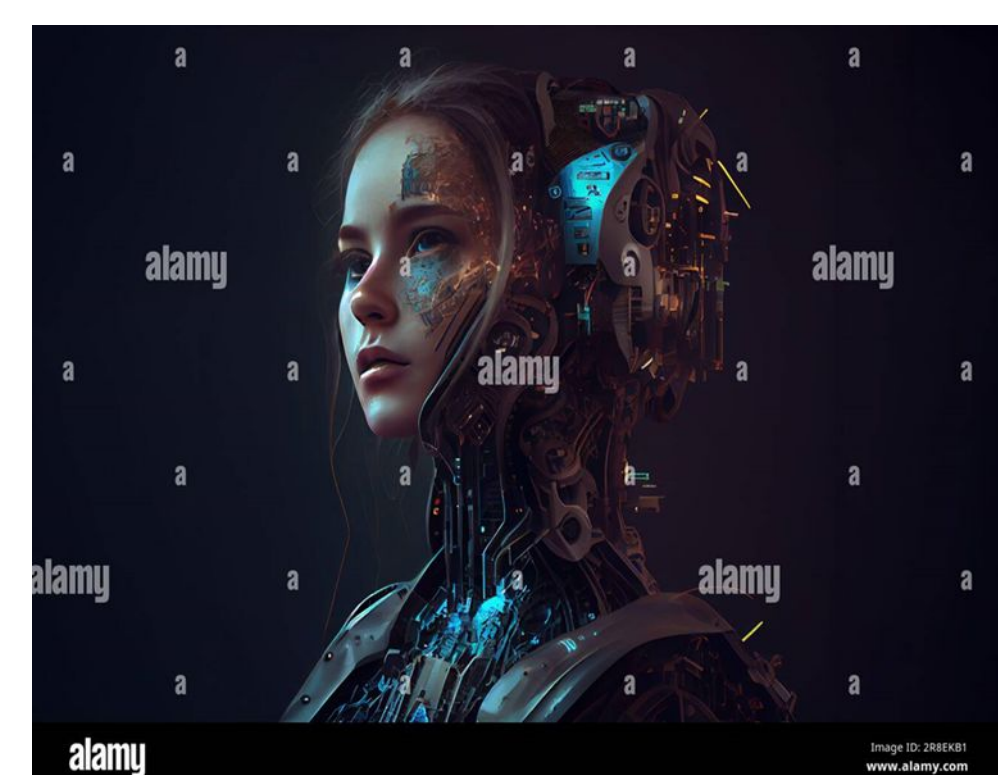 a a a a
a a a a a
alamy a alamy
a a alamy a a
a a a a
alamy a a alamy a
a a a a
alamy
Image ID: 2R8EKB1
www.alamy.com